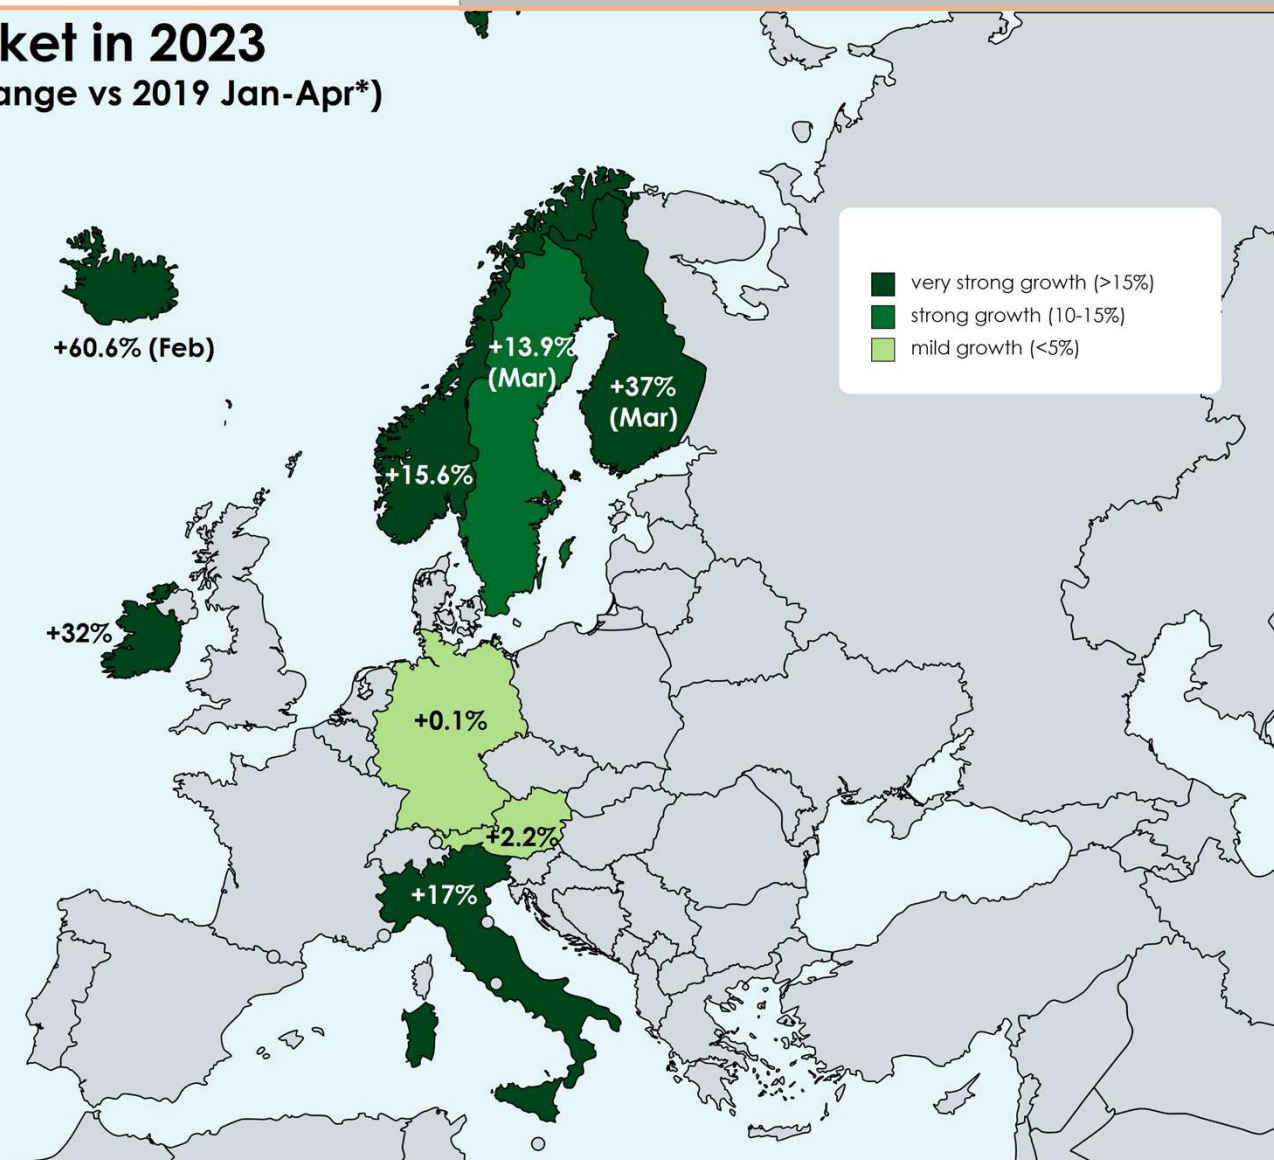 ket in 2023
ange vs 2019 Jan-Apr*)
very strong growth (>15%)
strong growth (10-15%)
mild growth (<5%)
+60.6% (Feb)
+13.9%
(Mar)
+37%
(Mar)
+15.6%
+32%
+0.1%
+2.2%
+17%